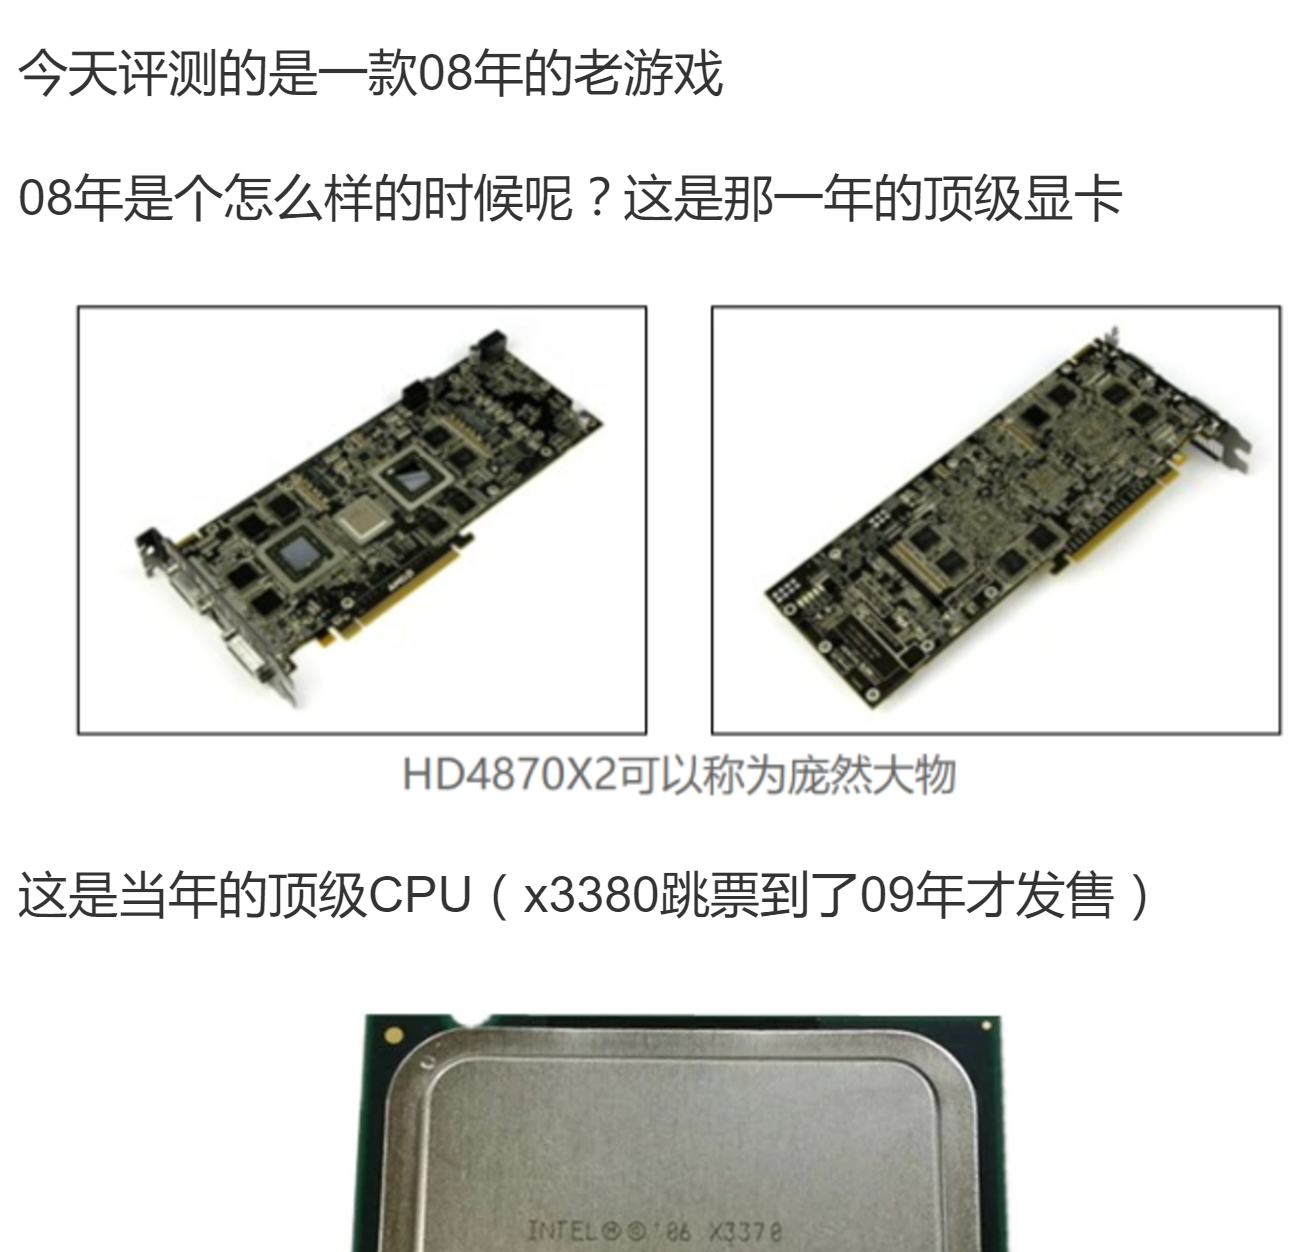 今天评测的是一款08年的老游戏
08年是个怎么样的时候呢？这是那一年的顶级显卡
HD4870X2可以称为庞然大物
这是当年的顶级CPU（x3380跳票到了09年才发售）
INTEL Ⓜ © '06 X3370